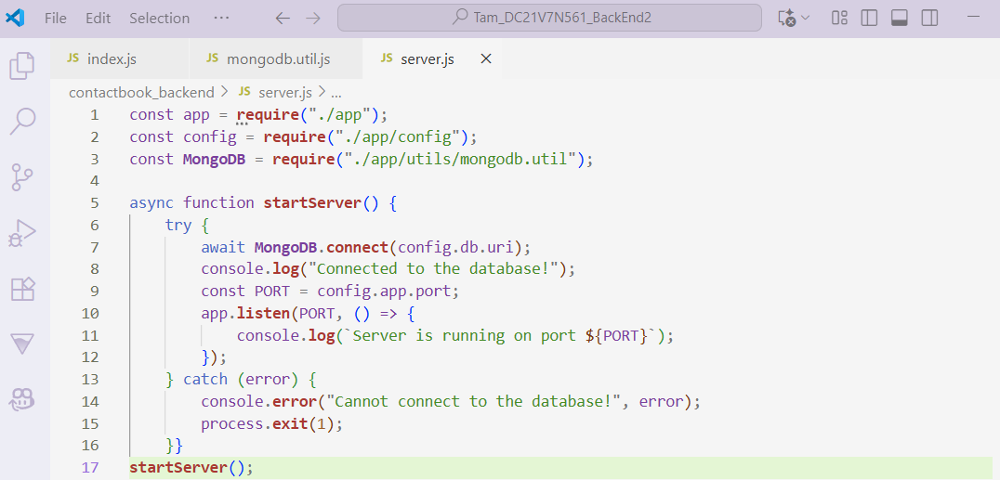 File Edit Selection ... Tam_DC21V7N561_BackEnd2
JS index.js JS mongodb.util.js JS server.js
contactbook_backend > JS server.js > ...
1 const app = require("./app");
2 const config = require("./app/config");
3 const MongoDB = require("./app/utils/mongodb.util");
4
5 async function startServer() {
6     try {
7         await MongoDB.connect(config.db.uri);
8         console.log("Connected to the database!");
9         const PORT = config.app.port;
10         app.listen(PORT, () => {
11             console.log(`Server is running on port ${PORT}`);
12         });
13     } catch (error) {
14         console.error("Cannot connect to the database!", error);
15         process.exit(1);
16     }}
17 startServer();